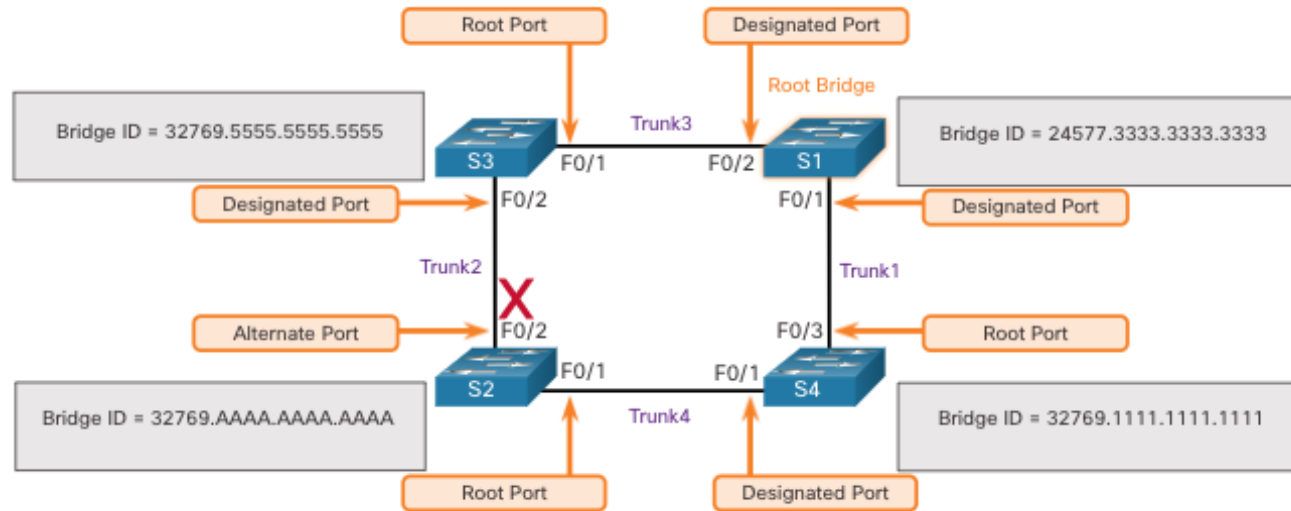 Root Port
Designated Port
Root Bridge
Bridge ID = 32769.5555.5555.5555
Trunk3
Bridge ID = 24577.3333.3333.3333
S3
F0/1
F0/2
S1
Designated Port
F0/2
F0/1
Designated Port
Trunk2
Trunk1
X
Alternate Port
F0/2
F0/3
Root Port
S2
F0/1
F0/1
S4
Bridge ID = 32769.AAAA.AAAA.AAAA
Trunk4
Bridge ID = 32769.1111.1111.1111
Root Port
Designated Port